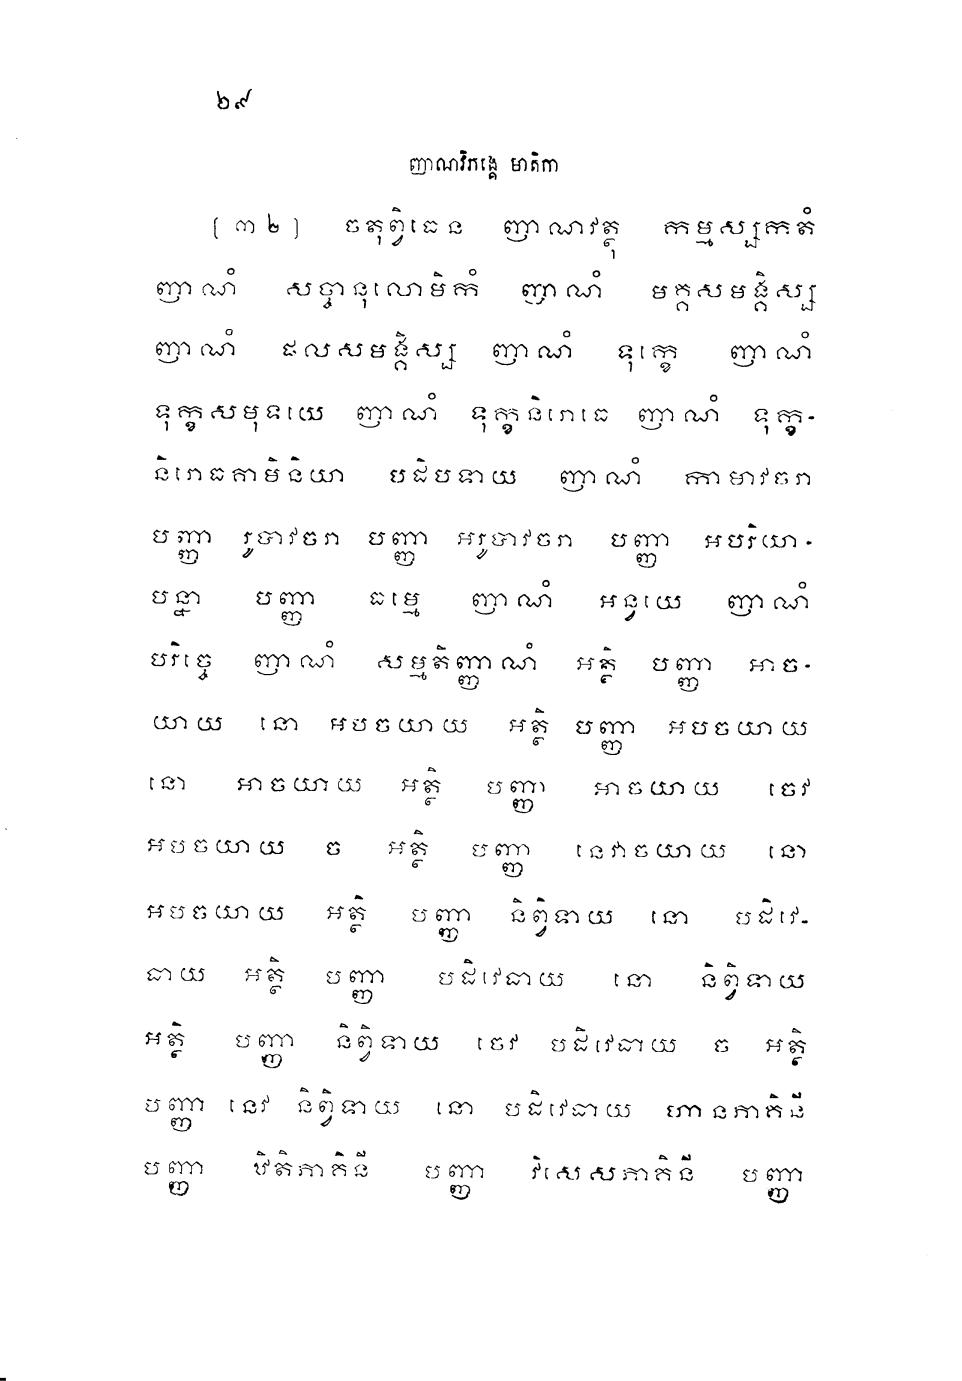 ២៩
ញាណវិភង្គេ មាតិកា
[៣២] ចតុព្វិធេន ញាណវត្ថុ កម្មស្សកតំ
ញាណំ សច្ចានុលោមិកំ ញាណំ មគ្គសមង្គិស្ស
ញាណំ ផលសមង្គិស្ស ញាណំ ទុក្ខេ ញាណំ
ទុក្ខសមុទយេ ញាណំ ទុក្ខនិរោធេ ញាណំ ទុក្ខ-
និរោធគាមិនិយា បដិបទាយ ញាណំ កាមាវចរា
បញ្ញា រូបាវចរា បញ្ញា អរូបាវចរា បញ្ញា អបរិយា-
បន្នា បញ្ញា ធម្មេ ញាណំ អន្វយេ ញាណំ
បរិច្ចេ ញាណំ សម្មតិញ្ញាណំ អត្ថិ បញ្ញា អាច-
យាយ នោ អបចយាយ អត្ថិ បញ្ញា អបចយាយ
នោ អាចយាយ អត្ថិ បញ្ញា អាចយាយ ចេវ
អបចយាយ ច អត្ថិ បញ្ញា នេវាចយាយ នោ
អបចយាយ អត្ថិ បញ្ញា និព្វិទាយ នោ បដិវេ-
ធាយ អត្ថិ បញ្ញា បដិវេធាយ នោ និព្វិទាយ
អត្ថិ បញ្ញា និព្វិទាយ ចេវ បដិវេធាយ ច អត្ថិ
បញ្ញា នេវ និព្វិទាយ នោ បដិវេធាយ ហានភាគិនី
បញ្ញា ឋិតិភាគិនី បញ្ញា វិសេសភាគិនី បញ្ញា